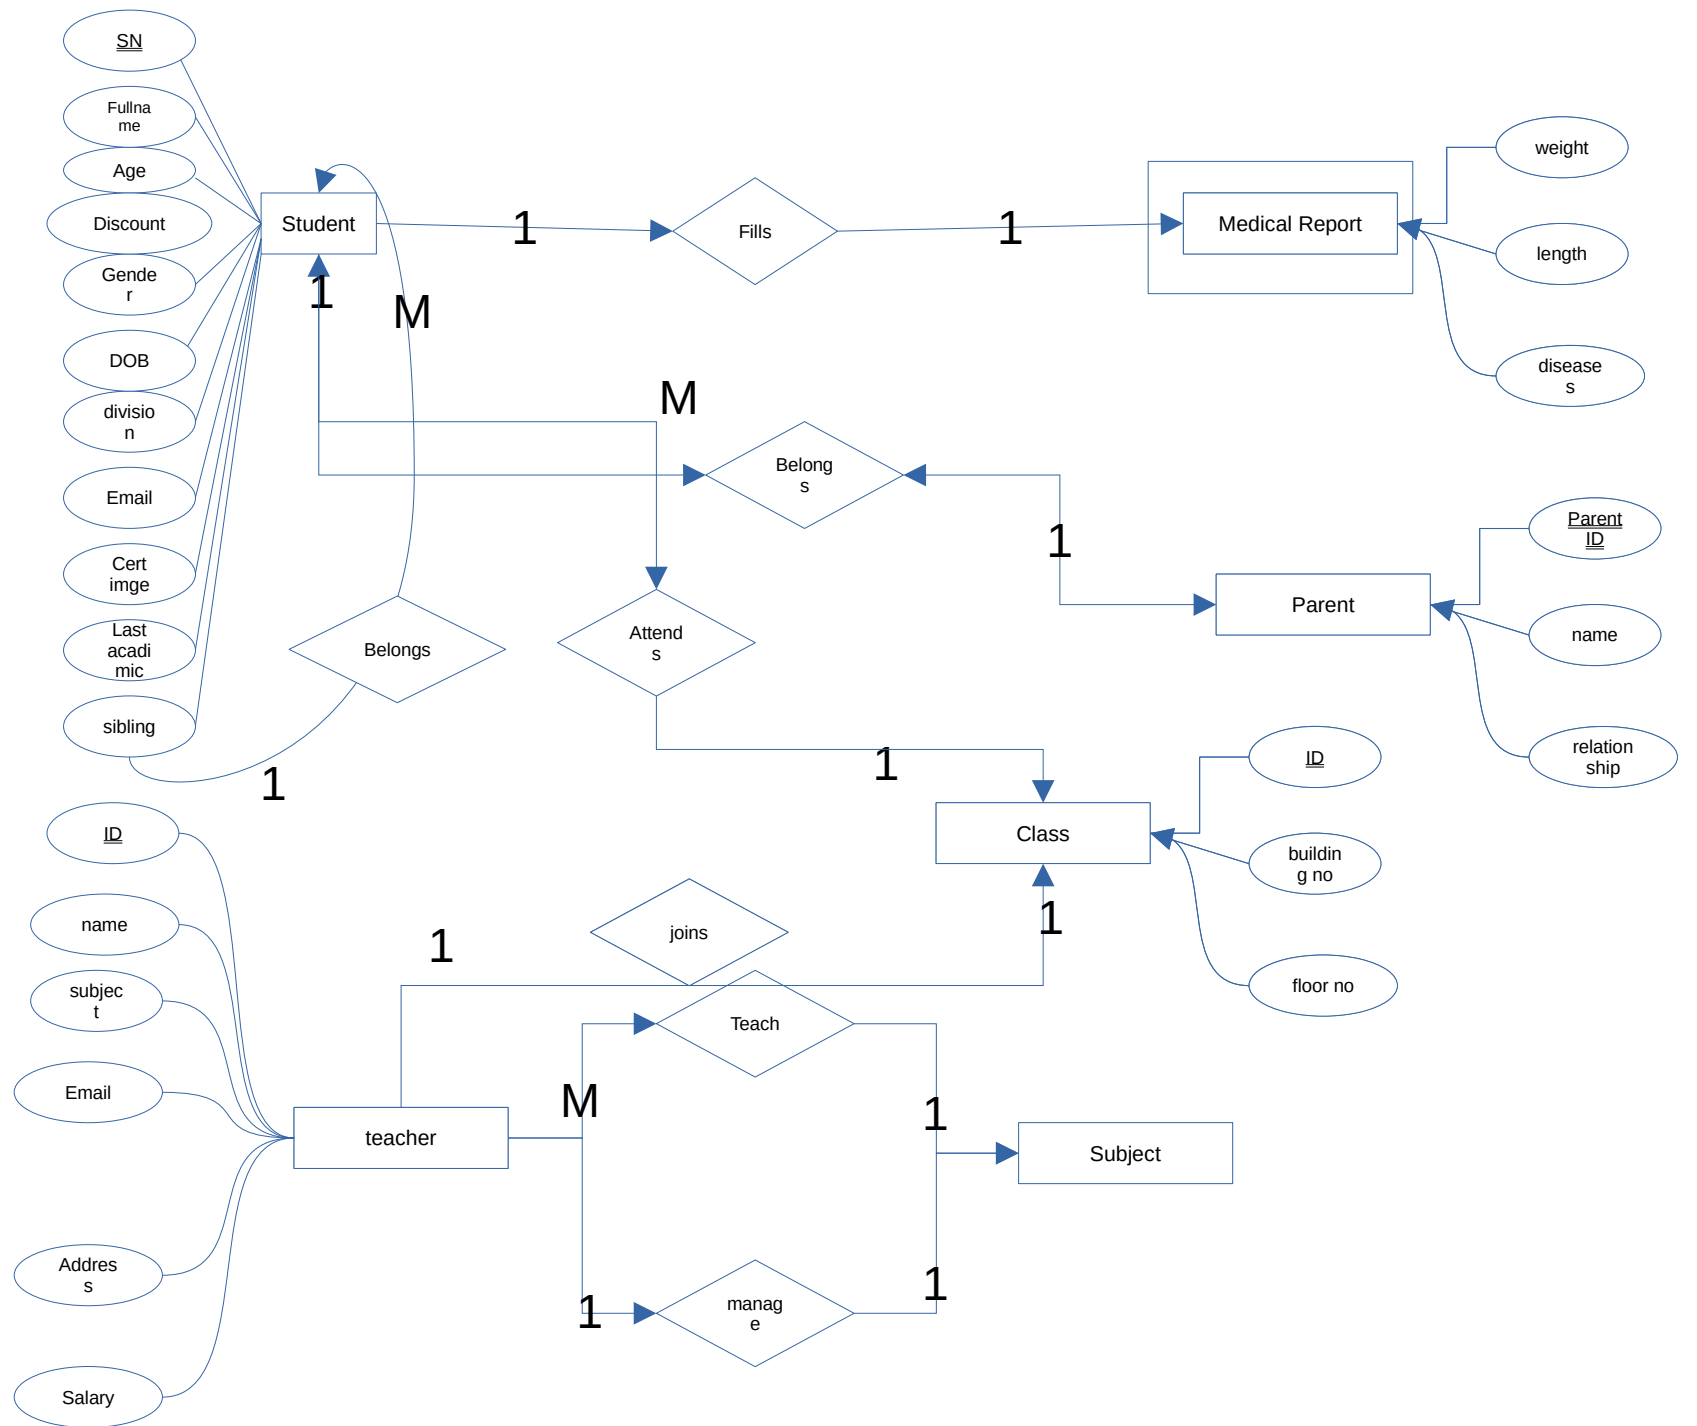 SN
Fullna
me
Age
Discount
Gende
r
DOB
divisio
n
Email
Cert
imge
Last
acadi
mic
sibling
Student
1
Fills
1
Medical Report
weight
length
disease
s
1
M
M
Belong
s
1
Parent
Parent
ID
name
relation
ship
Belongs
1
Attend
s
1
Class
ID
buildin
g no
floor no
ID
name
subjec
t
Email
Addres
s
Salary
teacher
1
joins
1
M
Teach
1
Subject
1
manag
e
1